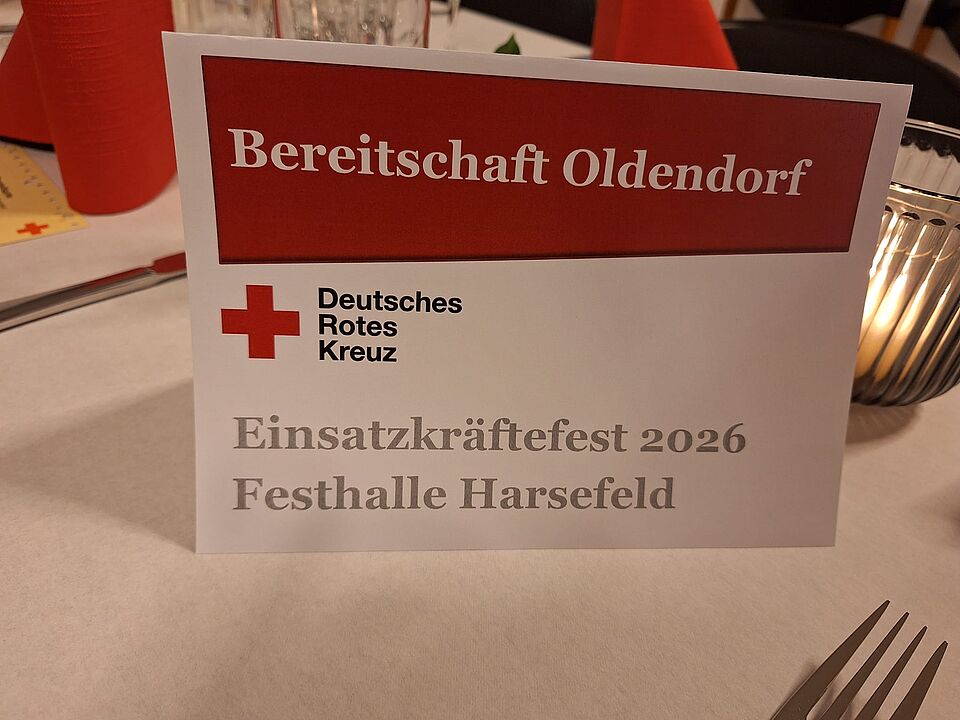 Bereitschaft Oldendorf
Deutsches
Rotes
Kreuz
Einsatzkräftefest 2026
Festhalle Harsefeld